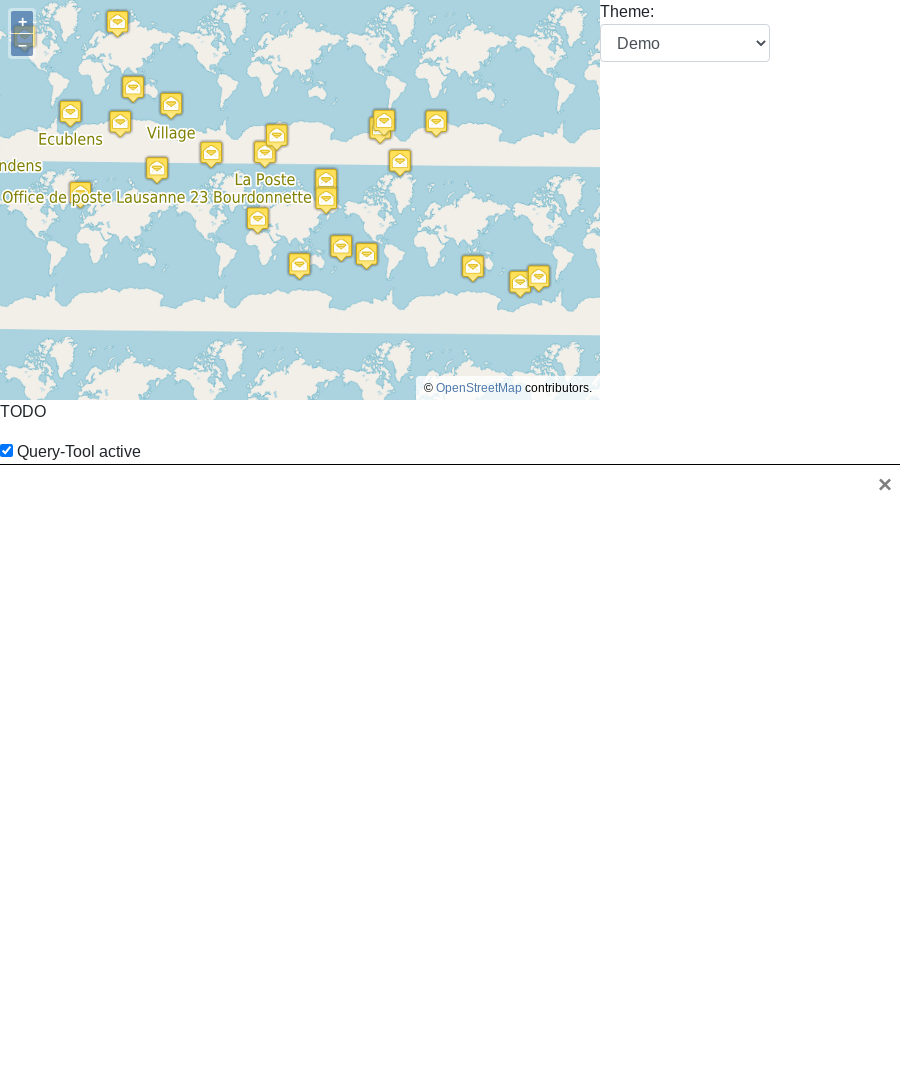 +
−
Theme:
Demo
Ecublens
Village
ndens
La Poste
Office de poste Lausanne 23 Bourdonnette
© OpenStreetMap contributors.
TODO
Query-Tool active
×